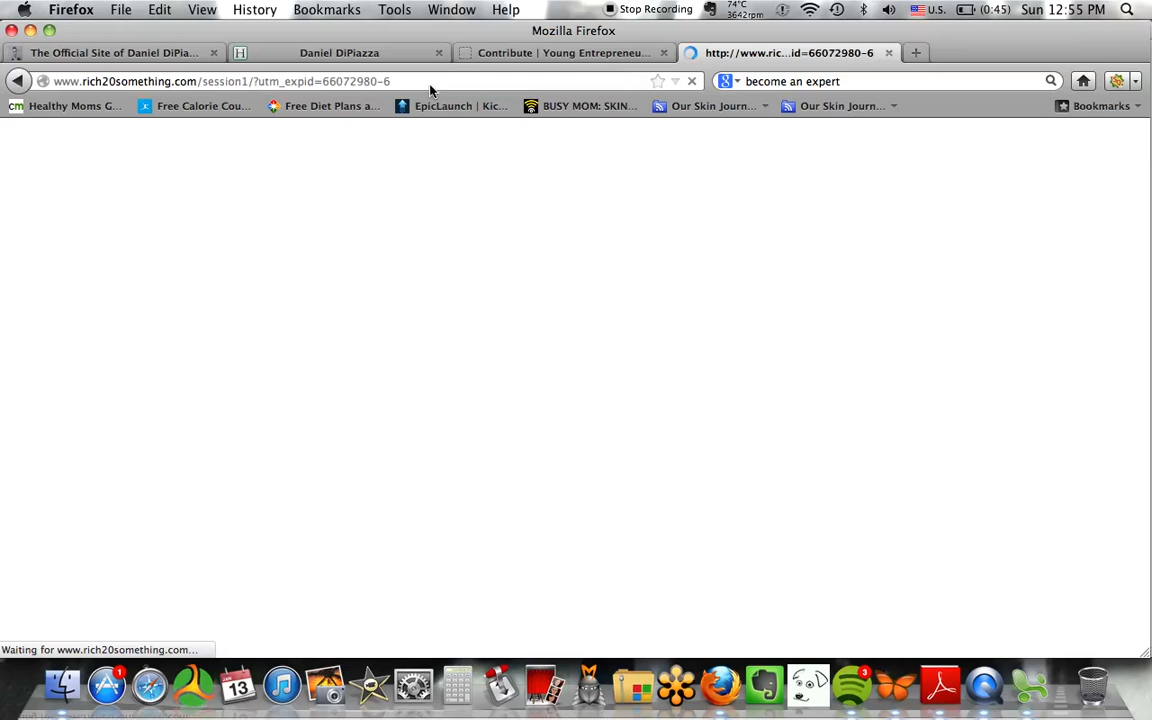 Firefox File Edit View History Bookmarks Tools Window Help Stop Recording 74°C 3642rpm U.S. (0:45) Sun 12:55 PM
Mozilla Firefox
The Official Site of Daniel DiPia... Daniel DiPiazza Contribute | Young Entrepreneu... http://www.ric...id=66072980-6
www.rich20something.com/session1/?utm_expid=66072980-6 become an expert
Healthy Moms G... Free Calorie Cou... Free Diet Plans a... EpicLaunch | Kic... BUSY MOM: SKIN... Our Skin Journ... Our Skin Journ... Bookmarks
Waiting for www.rich20something.com...
1 13 3